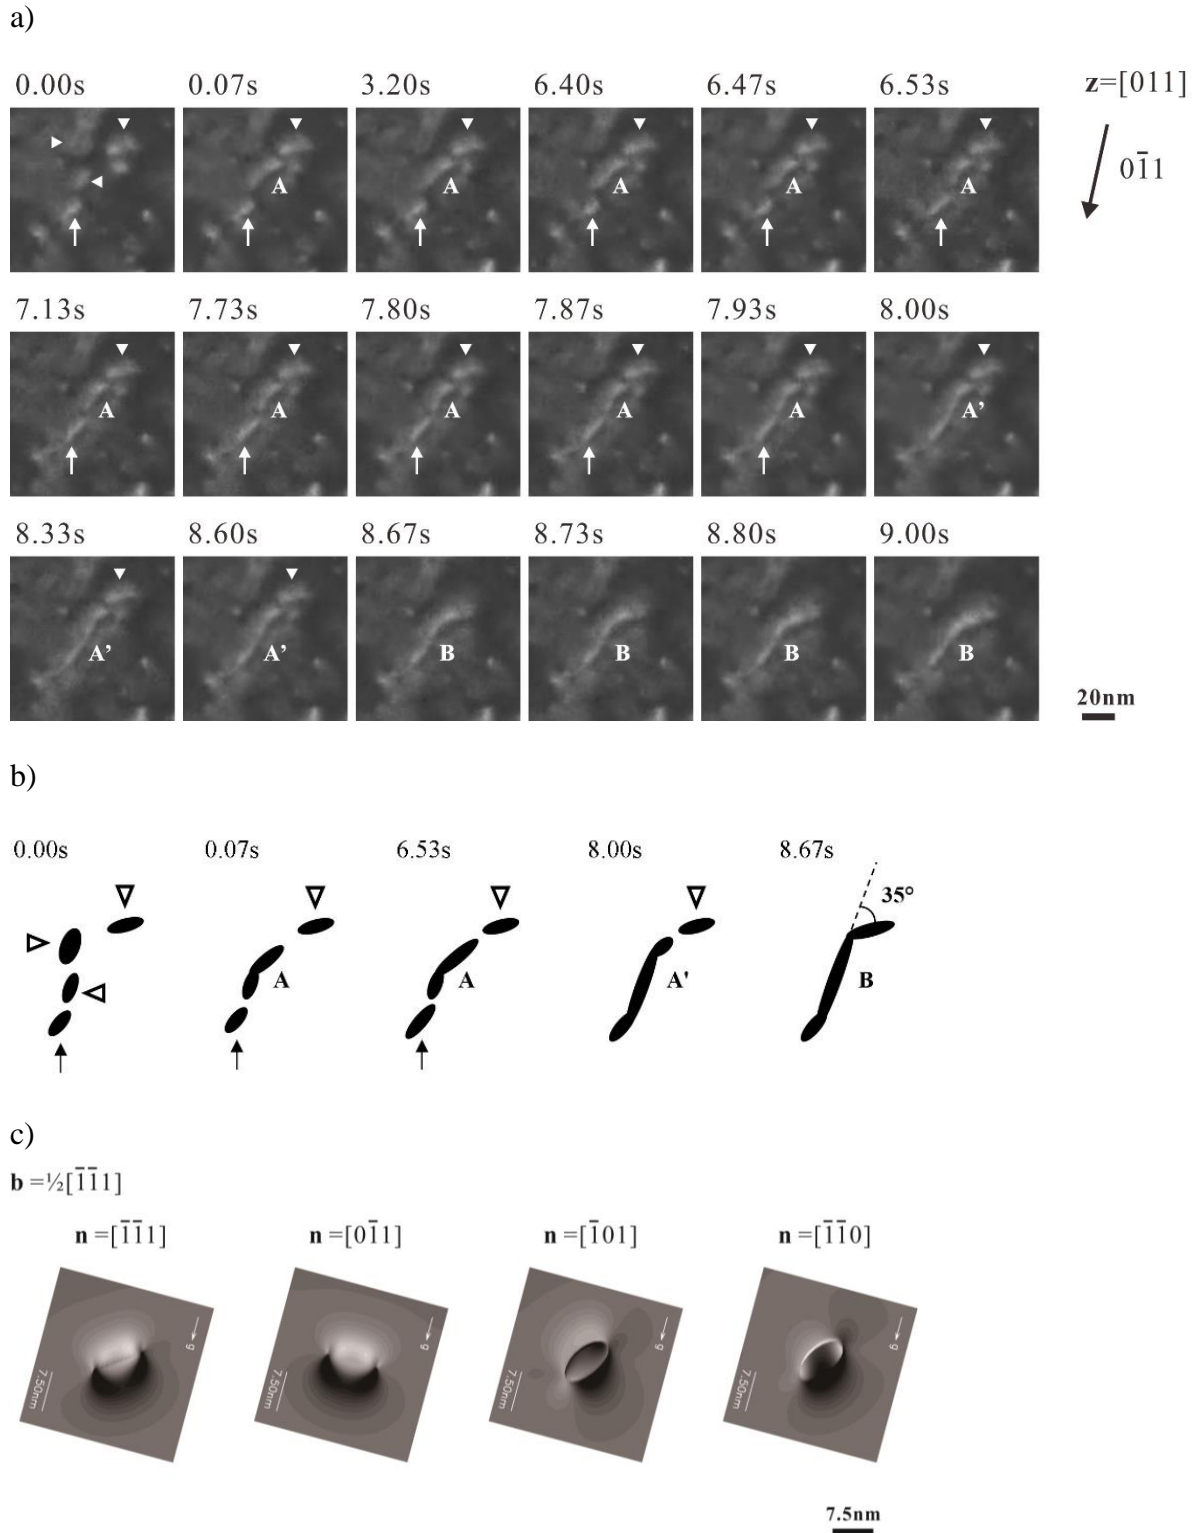 a)
0.00s 0.07s 3.20s 6.40s 6.47s 6.53s z=[011]
01̅1
A A A A A
7.13s 7.73s 7.80s 7.87s 7.93s 8.00s
A A A A A A’
8.33s 8.60s 8.67s 8.73s 8.80s 9.00s
A’ A’ B B B B
20nm
b)
0.00s 0.07s 6.53s 8.00s 8.67s
35°
A A A' B
c)
b =½[1̅1̅1]
n =[1̅1̅1] n =[01̅1] n =[1̅01] n =[1̅1̅0]
g g g g
7.50nm 7.50nm 7.50nm 7.50nm
7.5nm